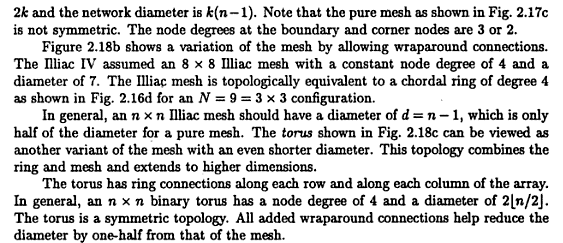 2k and the network diameter is k(n−1). Note that the pure mesh as shown in Fig. 2.17c
is not symmetric. The node degrees at the boundary and corner nodes are 3 or 2.
Figure 2.18b shows a variation of the mesh by allowing wraparound connections.
The Illiac IV assumed an 8 × 8 Illiac mesh with a constant node degree of 4 and a
diameter of 7. The Illiac mesh is topologically equivalent to a chordal ring of degree 4
as shown in Fig. 2.16d for an N = 9 = 3 × 3 configuration.
In general, an n × n Illiac mesh should have a diameter of d = n − 1, which is only
half of the diameter for a pure mesh. The torus shown in Fig. 2.18c can be viewed as
another variant of the mesh with an even shorter diameter. This topology combines the
ring and mesh and extends to higher dimensions.
The torus has ring connections along each row and along each column of the array.
In general, an n × n binary torus has a node degree of 4 and a diameter of 2⌊n/2⌋.
The torus is a symmetric topology. All added wraparound connections help reduce the
diameter by one-half from that of the mesh.